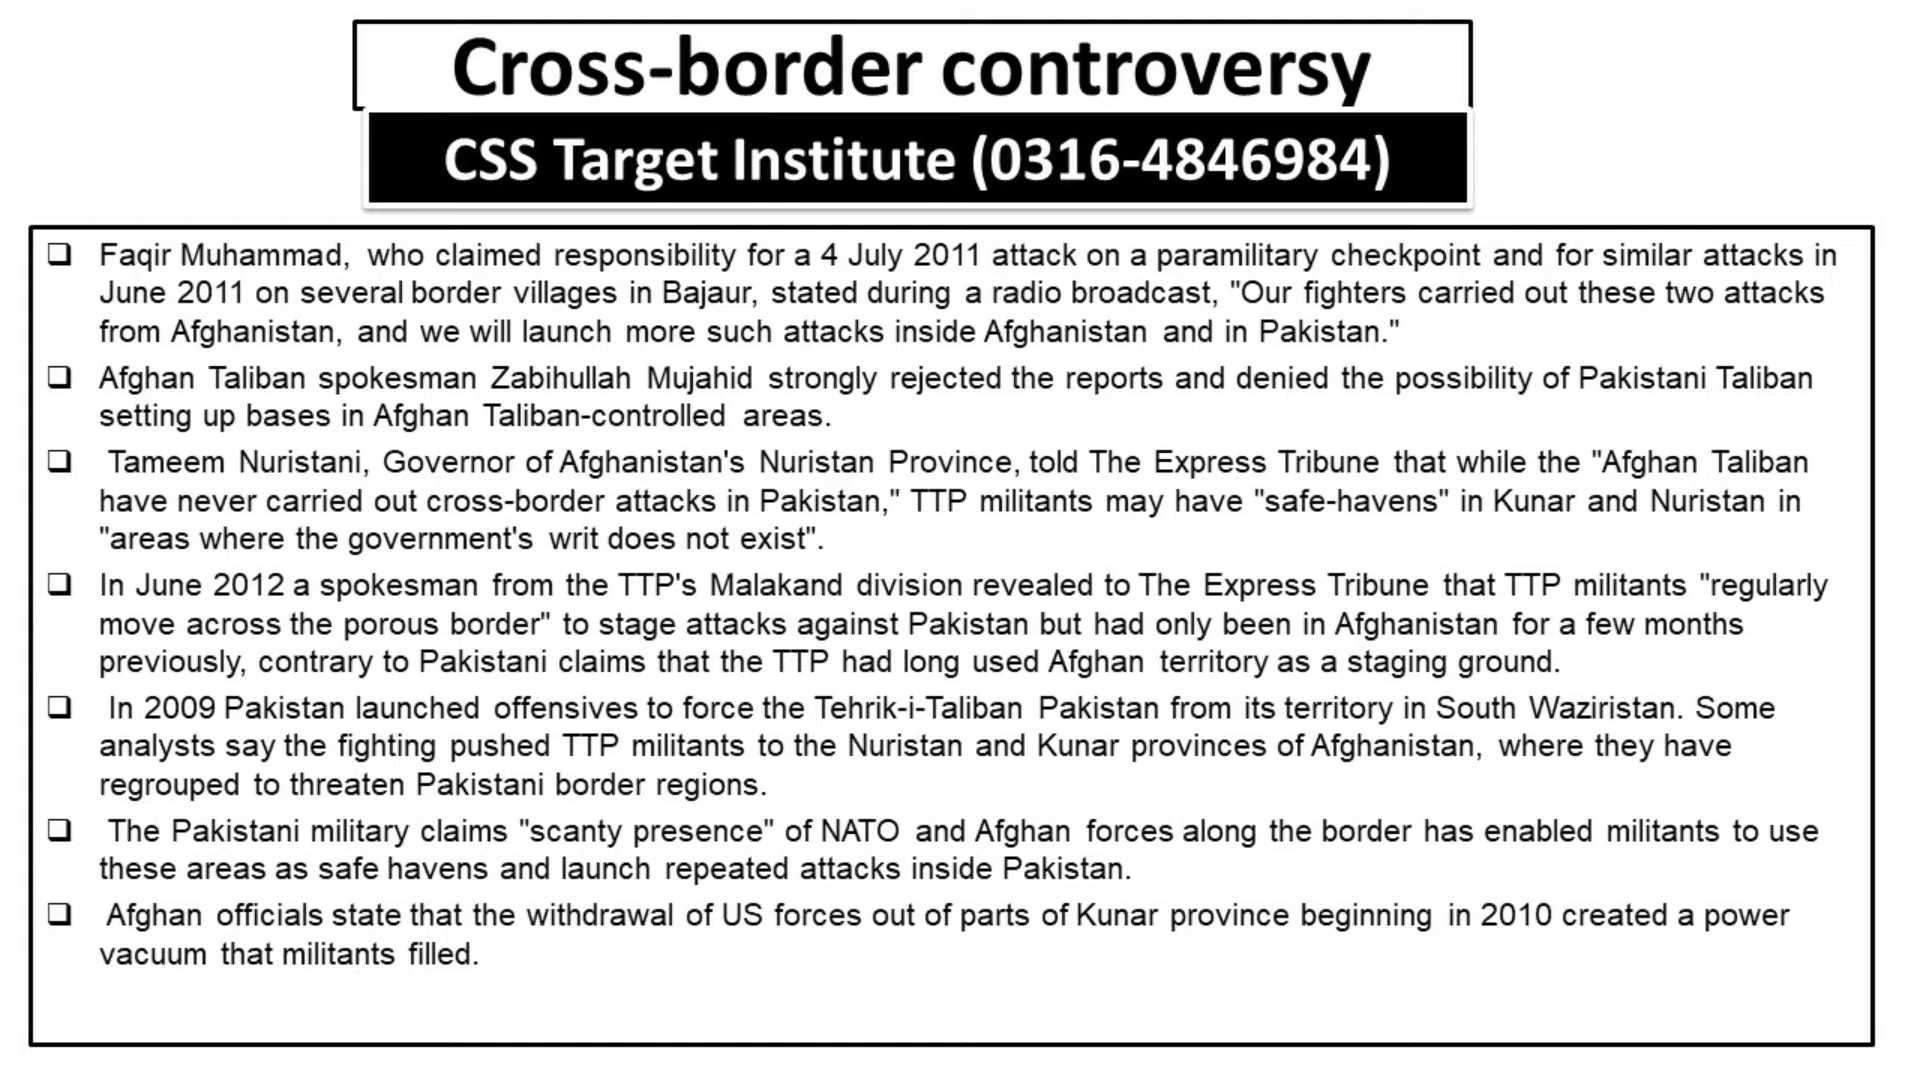 Cross-border controversy
CSS Target Institute (0316-4846984)
❑ Faqir Muhammad, who claimed responsibility for a 4 July 2011 attack on a paramilitary checkpoint and for similar attacks in
June 2011 on several border villages in Bajaur, stated during a radio broadcast, "Our fighters carried out these two attacks
from Afghanistan, and we will launch more such attacks inside Afghanistan and in Pakistan."
❑ Afghan Taliban spokesman Zabihullah Mujahid strongly rejected the reports and denied the possibility of Pakistani Taliban
setting up bases in Afghan Taliban-controlled areas.
❑ Tameem Nuristani, Governor of Afghanistan's Nuristan Province, told The Express Tribune that while the "Afghan Taliban
have never carried out cross-border attacks in Pakistan," TTP militants may have "safe-havens" in Kunar and Nuristan in
"areas where the government's writ does not exist".
❑ In June 2012 a spokesman from the TTP's Malakand division revealed to The Express Tribune that TTP militants "regularly
move across the porous border" to stage attacks against Pakistan but had only been in Afghanistan for a few months
previously, contrary to Pakistani claims that the TTP had long used Afghan territory as a staging ground.
❑ In 2009 Pakistan launched offensives to force the Tehrik-i-Taliban Pakistan from its territory in South Waziristan. Some
analysts say the fighting pushed TTP militants to the Nuristan and Kunar provinces of Afghanistan, where they have
regrouped to threaten Pakistani border regions.
❑ The Pakistani military claims "scanty presence" of NATO and Afghan forces along the border has enabled militants to use
these areas as safe havens and launch repeated attacks inside Pakistan.
❑ Afghan officials state that the withdrawal of US forces out of parts of Kunar province beginning in 2010 created a power
vacuum that militants filled.